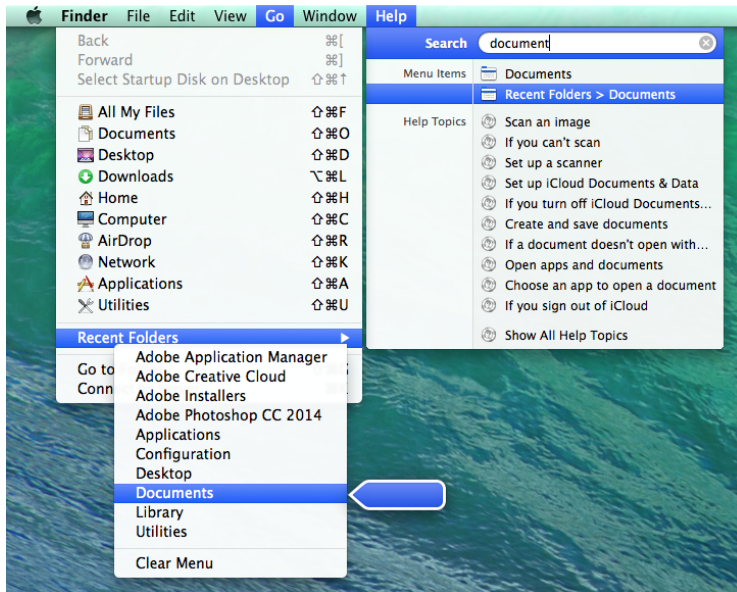 Finder File Edit View Go Window Help
Back ⌘[
Forward ⌘]
Select Startup Disk on Desktop ⇧⌘↑
All My Files ⇧⌘F
Documents ⇧⌘O
Desktop ⇧⌘D
Downloads ⌥⌘L
Home ⇧⌘H
Computer ⇧⌘C
AirDrop ⇧⌘R
Network ⇧⌘K
Applications ⇧⌘A
Utilities ⇧⌘U
Recent Folders
Go to
Conn
Adobe Application Manager
Adobe Creative Cloud
Adobe Installers
Adobe Photoshop CC 2014
Applications
Configuration
Desktop
Documents
Library
Utilities
Clear Menu
Search document
Menu Items Documents
Recent Folders > Documents
Help Topics Scan an image
If you can't scan
Set up a scanner
Set up iCloud Documents & Data
If you turn off iCloud Documents...
Create and save documents
If a document doesn't open with...
Open apps and documents
Choose an app to open a document
If you sign out of iCloud
Show All Help Topics